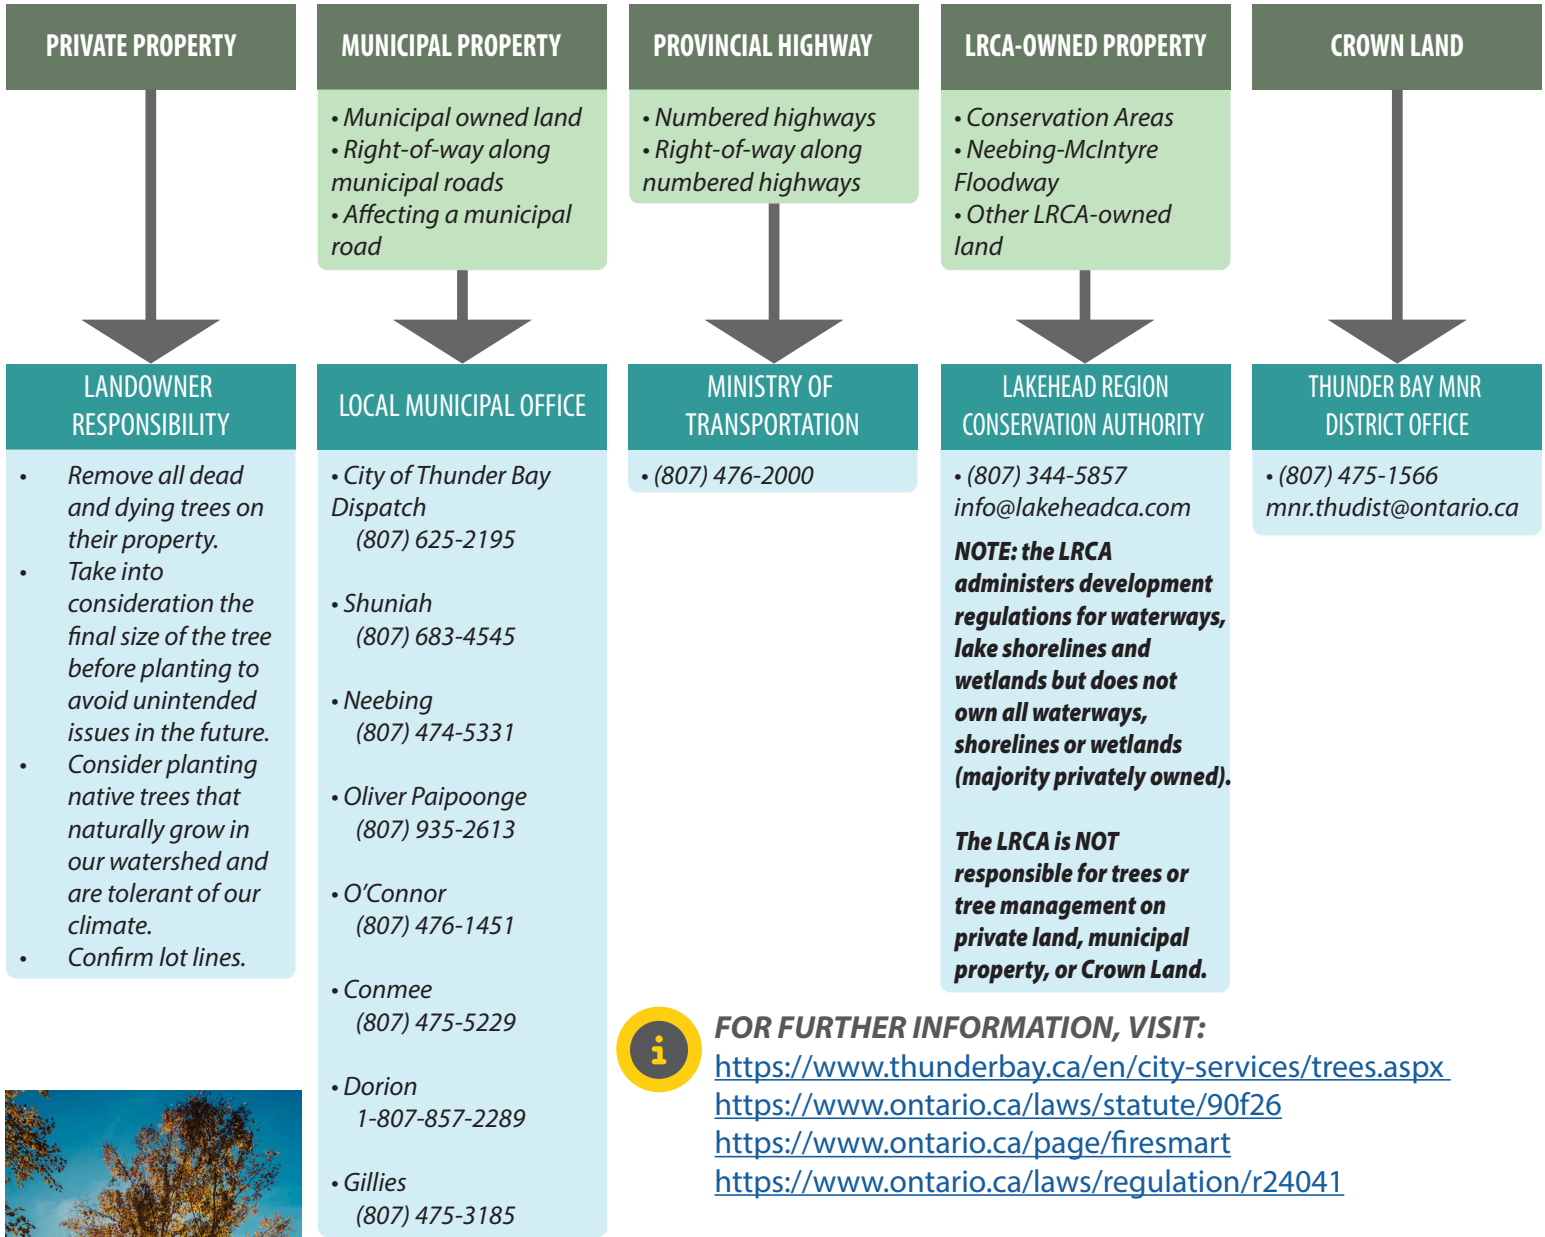 PRIVATE PROPERTY
MUNICIPAL PROPERTY
• Municipal owned land
• Right-of-way along
municipal roads
• Affecting a municipal
road
PROVINCIAL HIGHWAY
• Numbered highways
• Right-of-way along
numbered highways
LRCA-OWNED PROPERTY
• Conservation Areas
• Neebing-McIntyre
Floodway
• Other LRCA-owned
land
CROWN LAND
LANDOWNER
RESPONSIBILITY
• Remove all dead
and dying trees on
their property.
• Take into
consideration the
final size of the tree
before planting to
avoid unintended
issues in the future.
• Consider planting
native trees that
naturally grow in
our watershed and
are tolerant of our
climate.
• Confirm lot lines.
LOCAL MUNICIPAL OFFICE
• City of Thunder Bay
Dispatch
(807) 625-2195
• Shuniah
(807) 683-4545
• Neebing
(807) 474-5331
• Oliver Paipoonge
(807) 935-2613
• O’Connor
(807) 476-1451
• Conmee
(807) 475-5229
• Dorion
1-807-857-2289
• Gillies
(807) 475-3185
MINISTRY OF
TRANSPORTATION
• (807) 476-2000
LAKEHEAD REGION
CONSERVATION AUTHORITY
• (807) 344-5857
info@lakeheadca.com
NOTE: the LRCA
administers development
regulations for waterways,
lake shorelines and
wetlands but does not
own all waterways,
shorelines or wetlands
(majority privately owned).
The LRCA is NOT
responsible for trees or
tree management on
private land, municipal
property, or Crown Land.
THUNDER BAY MNR
DISTRICT OFFICE
• (807) 475-1566
mnr.thudist@ontario.ca
FOR FURTHER INFORMATION, VISIT:
https://www.thunderbay.ca/en/city-services/trees.aspx
https://www.ontario.ca/laws/statute/90f26
https://www.ontario.ca/page/firesmart
https://www.ontario.ca/laws/regulation/r24041